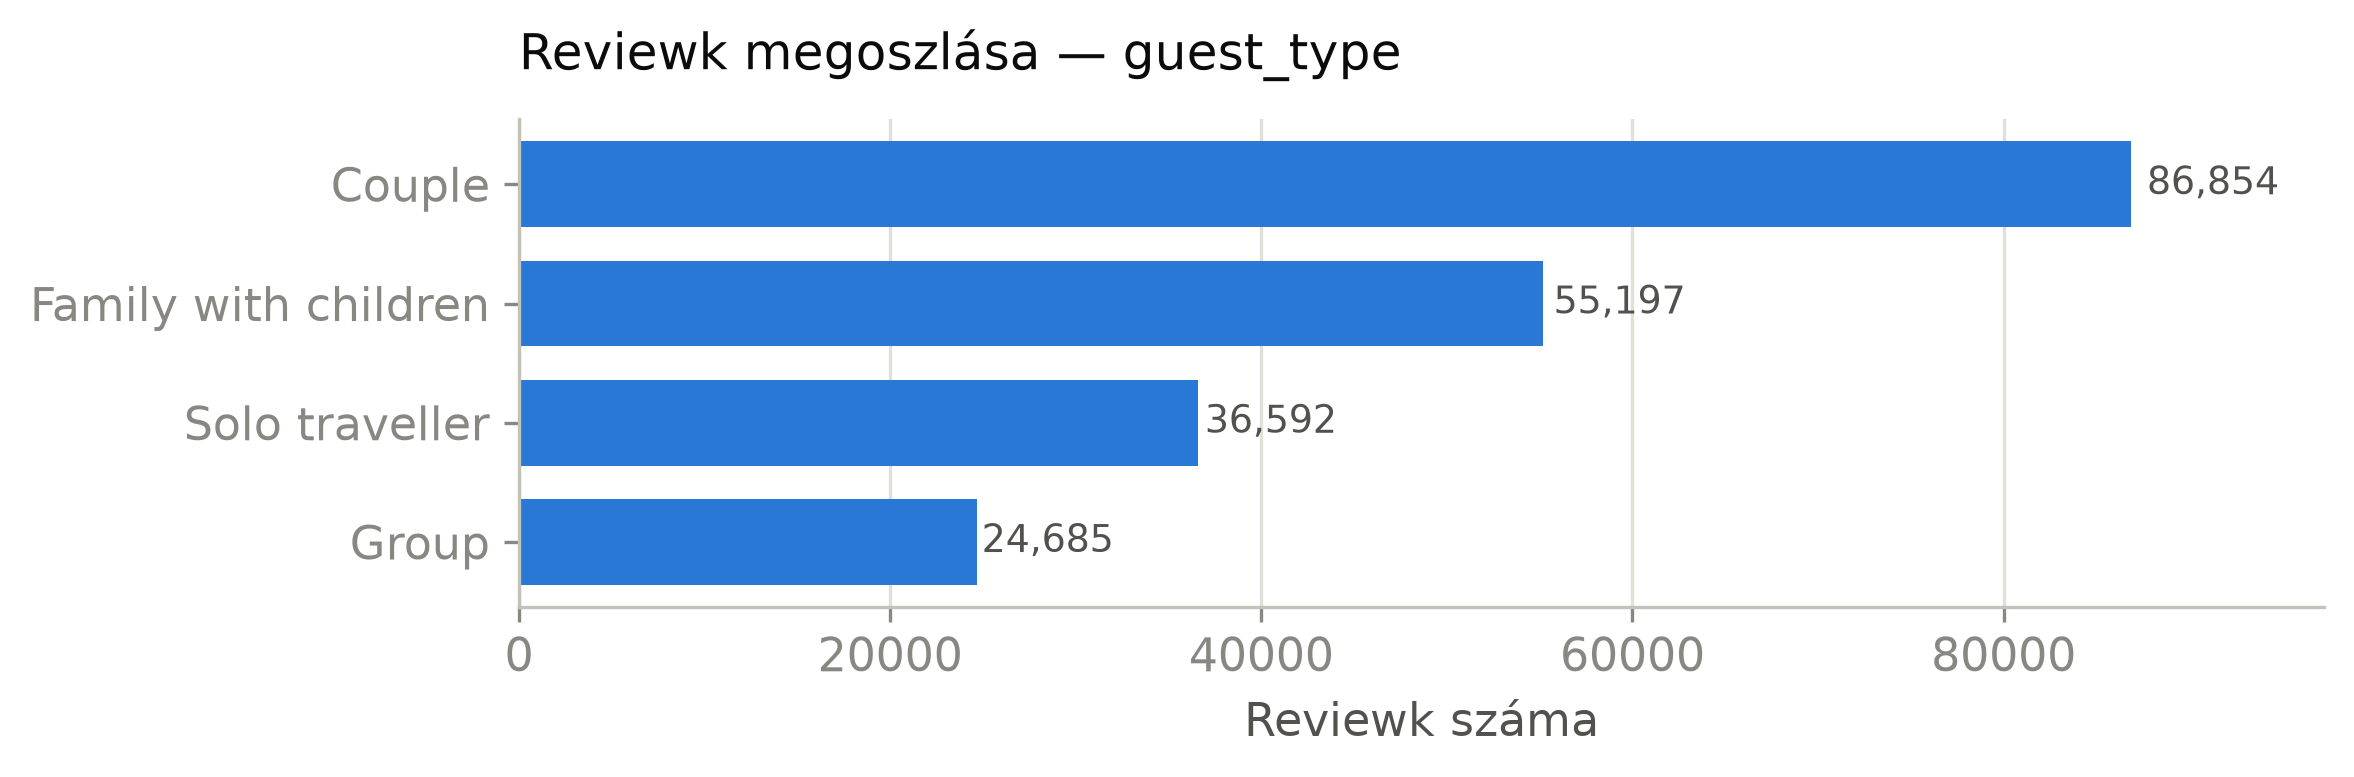 Reviewk megoszlása — guest_type
Couple 86,854
Family with children 55,197
Solo traveller 36,592
Group 24,685
0 20000 40000 60000 80000
Reviewk száma